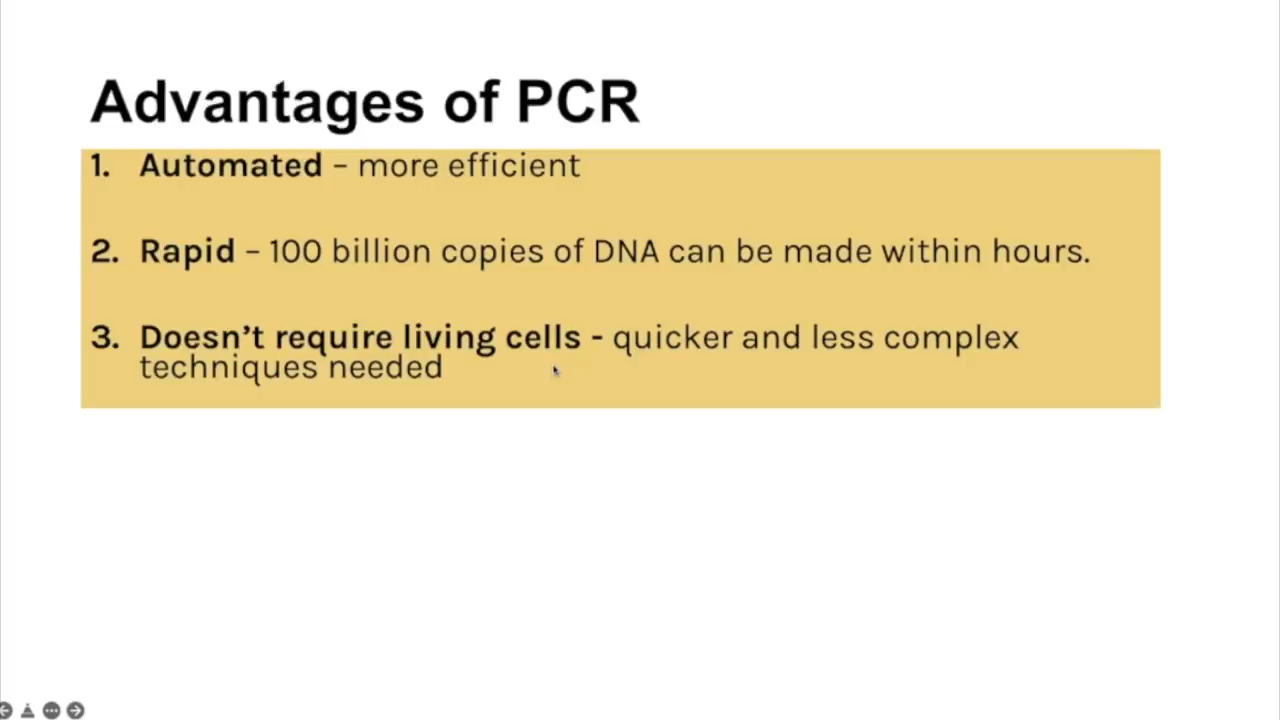 Advantages of PCR
1. Automated – more efficient
2. Rapid – 100 billion copies of DNA can be made within hours.
3. Doesn’t require living cells - quicker and less complex
techniques needed